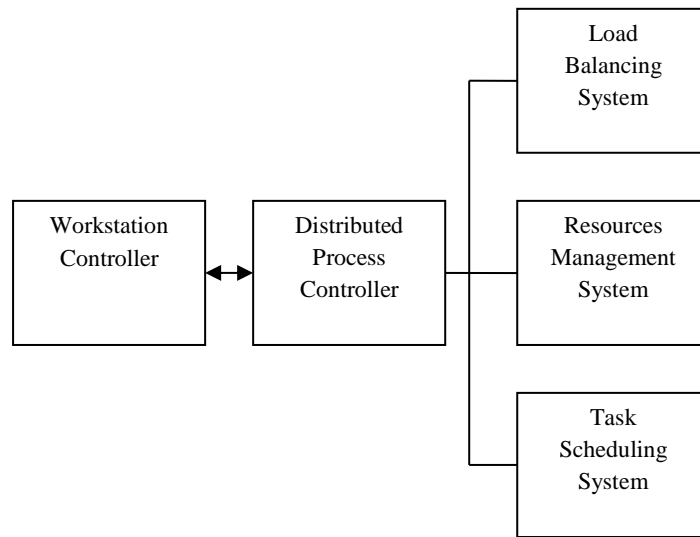 Load
Balancing
System
Workstation
Controller
Distributed
Process
Controller
Resources
Management
System
Task
Scheduling
System